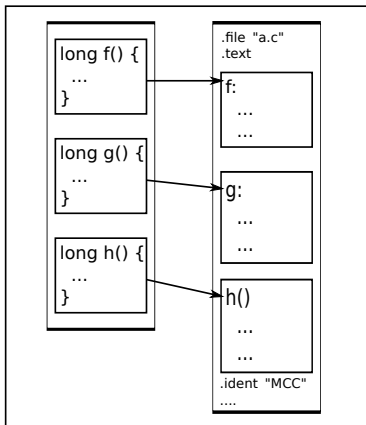 long f() {
...
}
long g() {
...
}
long h() {
...
}
.file "a.c"
.text
f:
...
...
g:
...
...
h()
...
...
.ident "MCC"
....